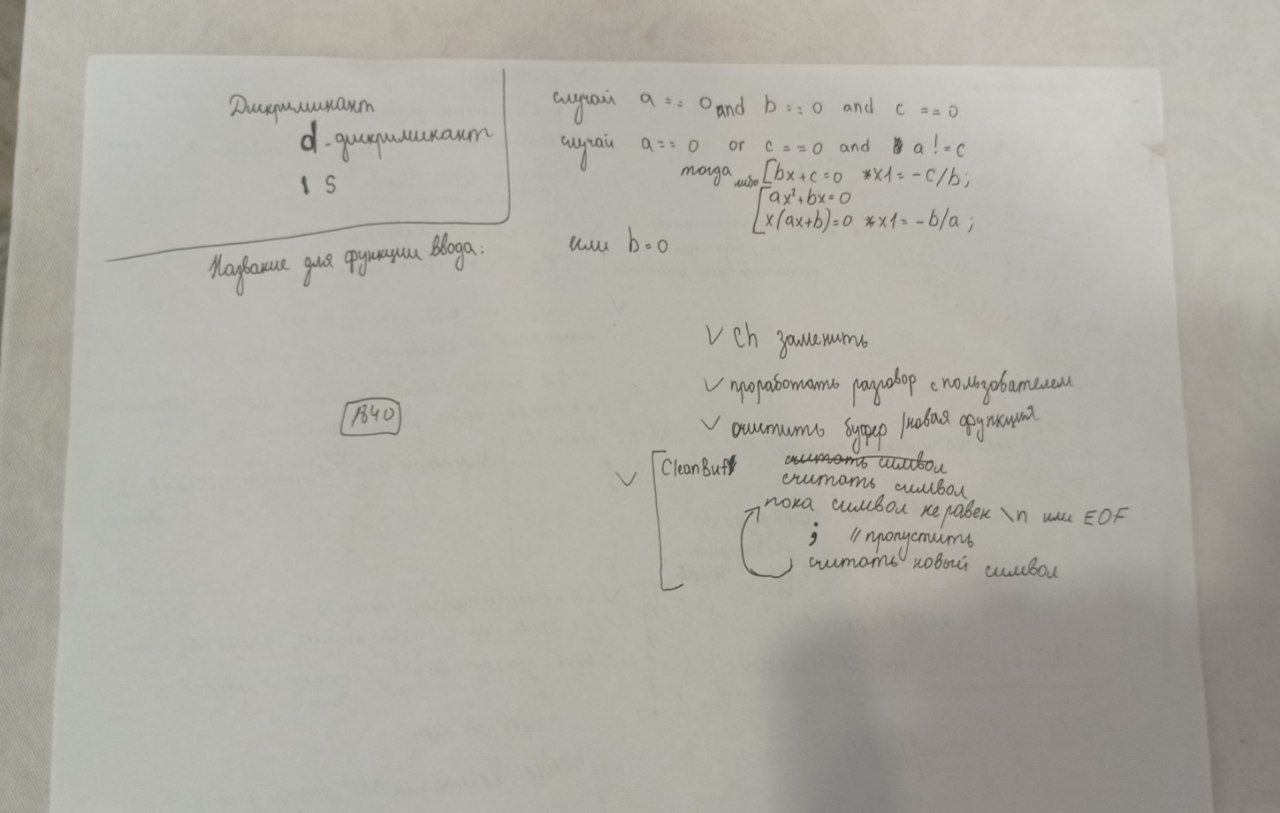 Дискриминант
d - дискриминант
1 S
Название для функции ввода:
1840
случай a == 0 and b == 0 and c == 0
случай a == 0 or c == 0 and a != c
тогда либо [bx+c=0 *x1 = -c/b;
[ax²+bx=0
x(ax+b)=0 *x1 = -b/a;
если b=0
✓ ch заменить
✓ проработать разговор с пользователем
✓ очистить буфер /новая функция
✓ [CleanBuf считать символ
считать символ
пока символ не равен \n или EOF
; //пропустить
считать новый символ